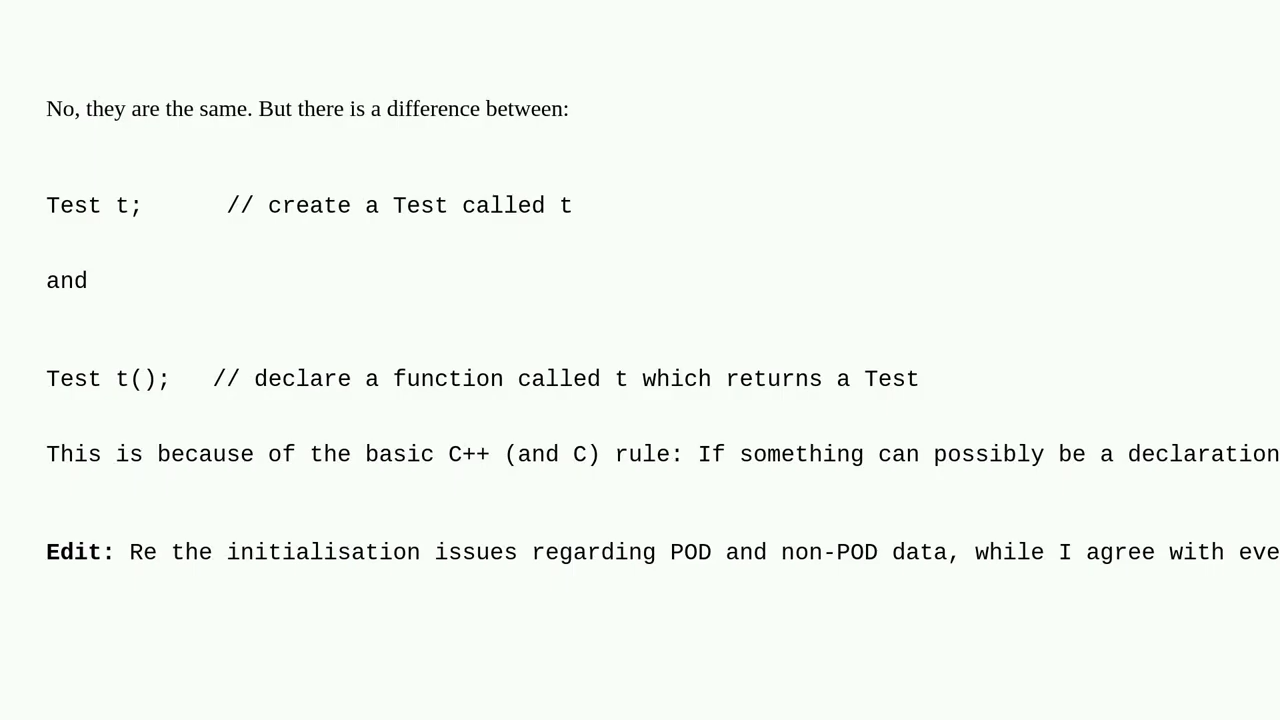 No, they are the same. But there is a difference between:
Test t;      // create a Test called t
and
Test t();   // declare a function called t which returns a Test
This is because of the basic C++ (and C) rule: If something can possibly be a declaration
Edit: Re the initialisation issues regarding POD and non-POD data, while I agree with eve